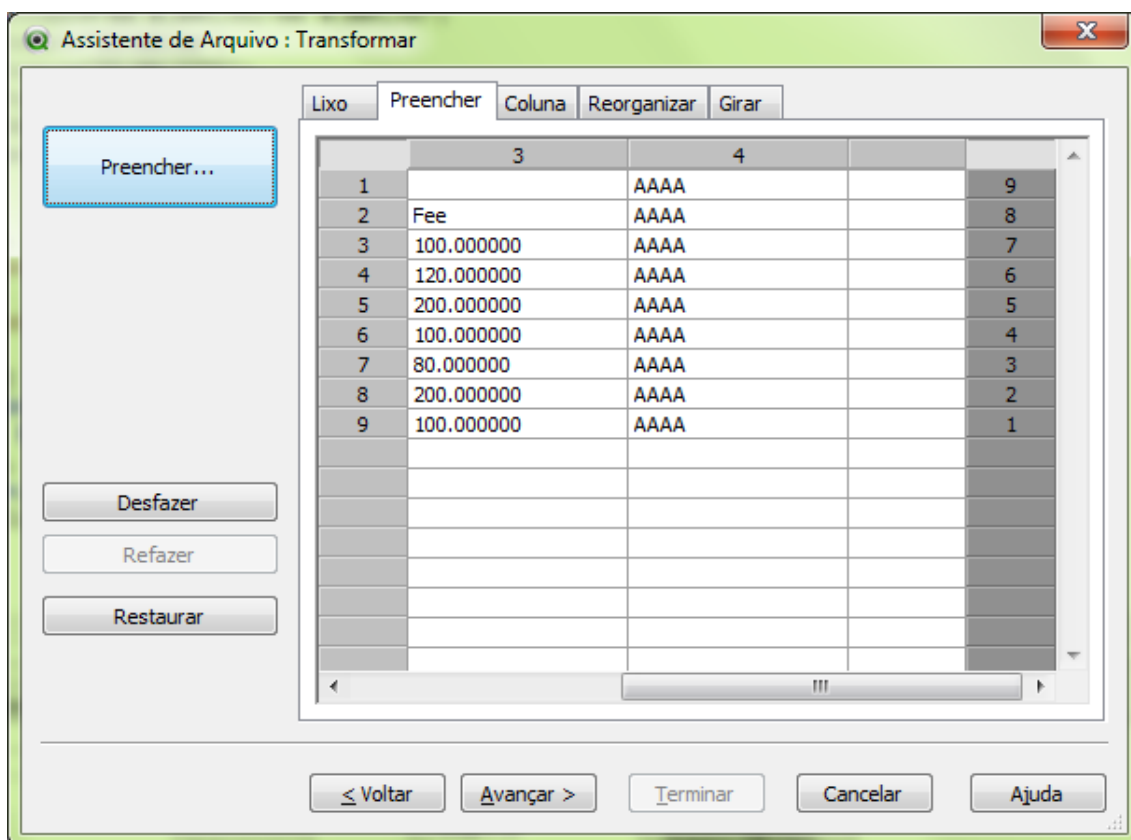 Assistente de Arquivo : Transformar
X
Lixo Preencher Coluna Reorganizar Girar
Preencher...
3 4
1 AAAA 9
2 Fee AAAA 8
3 100.000000 AAAA 7
4 120.000000 AAAA 6
5 200.000000 AAAA 5
6 100.000000 AAAA 4
7 80.000000 AAAA 3
8 200.000000 AAAA 2
9 100.000000 AAAA 1
Desfazer
Refazer
Restaurar
< Voltar Avançar > Terminar Cancelar Ajuda